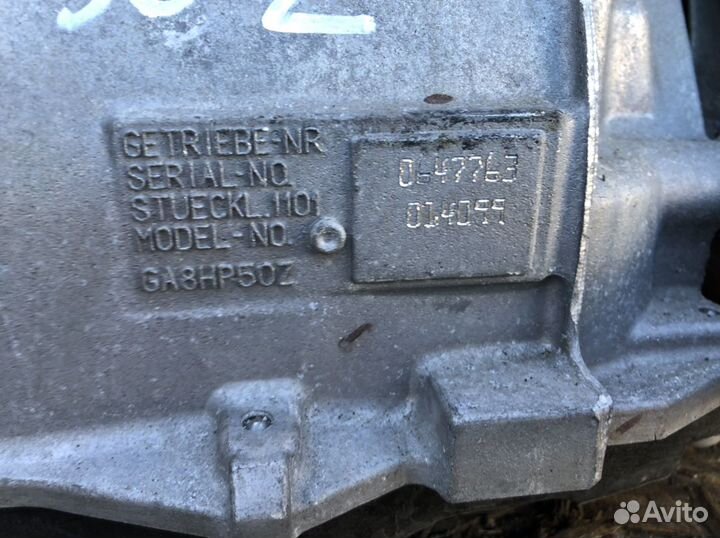 GETRIEBE-NR
SERIAL-NO.
STUECKL.1101
MODEL-NO.
GA8HP50Z
0647763
014099
Avito